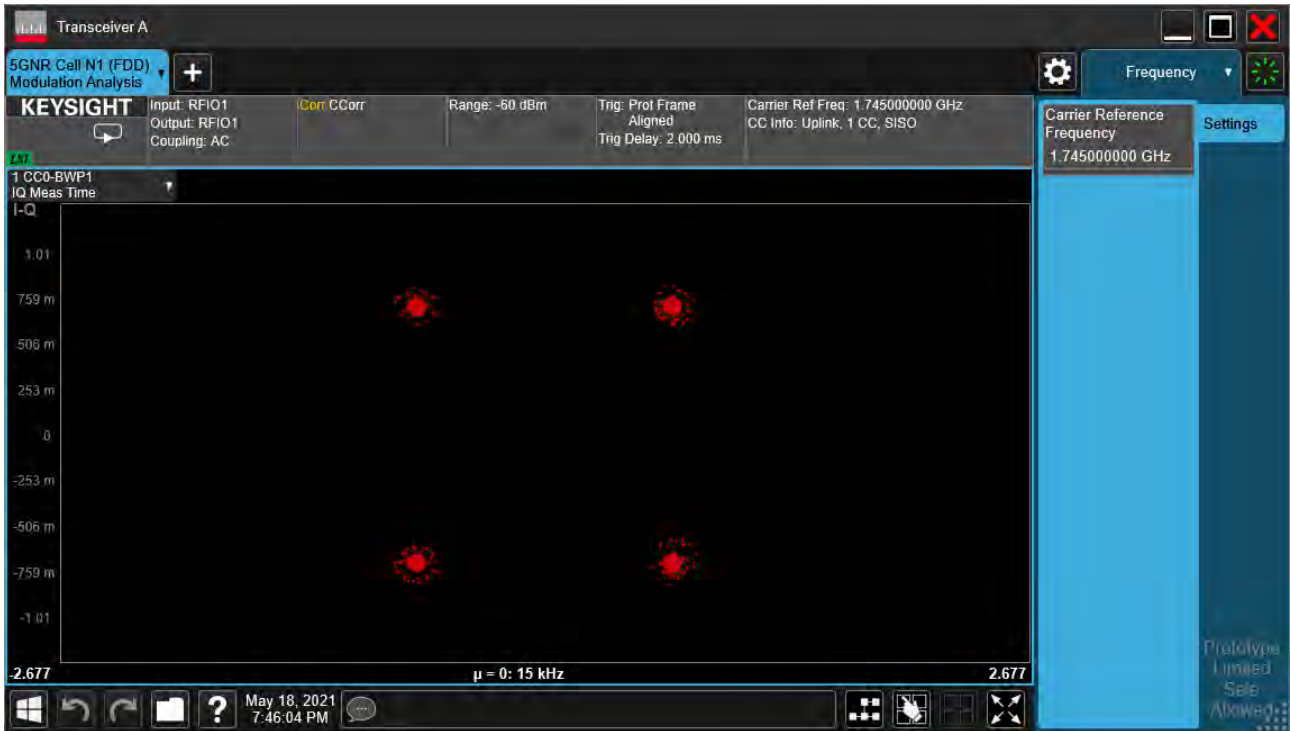 Transceiver A
5GNR Cell N1 (FDD)
Modulation Analysis
+
Frequency
KEYSIGHT
LXI
Input: RFIO1
Output: RFIO1
Coupling: AC
Corr CCorr
Range: -60 dBm
Trig: Prot Frame
Aligned
Trig Delay: 2.000 ms
Carrier Ref Freq: 1.745000000 GHz
CC Info: Uplink, 1 CC, SISO
Carrier Reference
Frequency
1.745000000 GHz
Settings
1 CC0-BWP1
IQ Meas Time
I-Q
1.01
759 m
506 m
253 m
0
-253 m
-506 m
-759 m
-1.01
-2.677
µ = 0: 15 kHz
2.677
?
May 18, 2021
7:46:04 PM
Prototype
Limited
Sale
Allowed